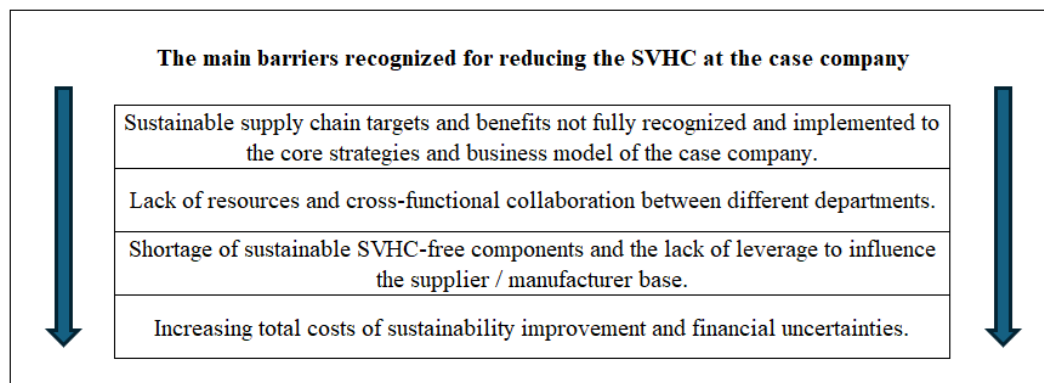 The main barriers recognized for reducing the SVHC at the case company
Sustainable supply chain targets and benefits not fully recognized and implemented to
the core strategies and business model of the case company.
Lack of resources and cross-functional collaboration between different departments.
Shortage of sustainable SVHC-free components and the lack of leverage to influence
the supplier / manufacturer base.
Increasing total costs of sustainability improvement and financial uncertainties.